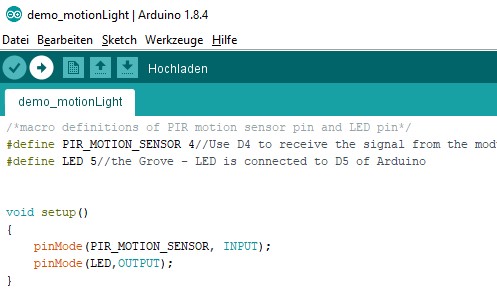 demo_motionLight | Arduino 1.8.4
Datei Bearbeiten Sketch Werkzeuge Hilfe
Hochladen
demo_motionLight
/*macro definitions of PIR motion sensor pin and LED pin*/
#define PIR_MOTION_SENSOR 4//Use D4 to receive the signal from the
#define LED 5//the Grove - LED is connected to D5 of Arduino
void setup()
{
pinMode(PIR_MOTION_SENSOR, INPUT);
pinMode(LED,OUTPUT);
}